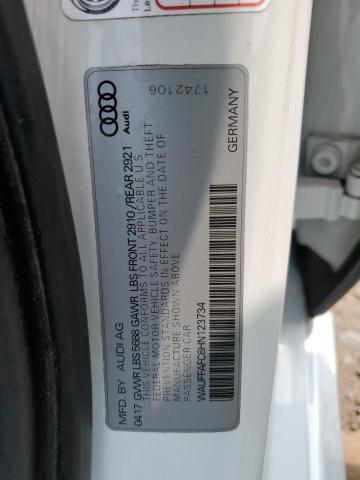 Audi
1742106
MFD. BY AUDI AG
GERMANY
04 17 GVWR LBS 5688 GAWR LBS FRONT 2910 /REAR 2921
THIS VEHICLE CONFORMS TO ALL APPLICABLE U S
FEDERAL MOTOR VEHICLE SAFETY, BUMPER AND THEFT
PREVENTION STANDARDS IN EFFECT ON THE DATE OF
MANUFACTURE SHOWN ABOVE
PASSENGER CAR
WAUFFAFC6HN123734
Th
Le